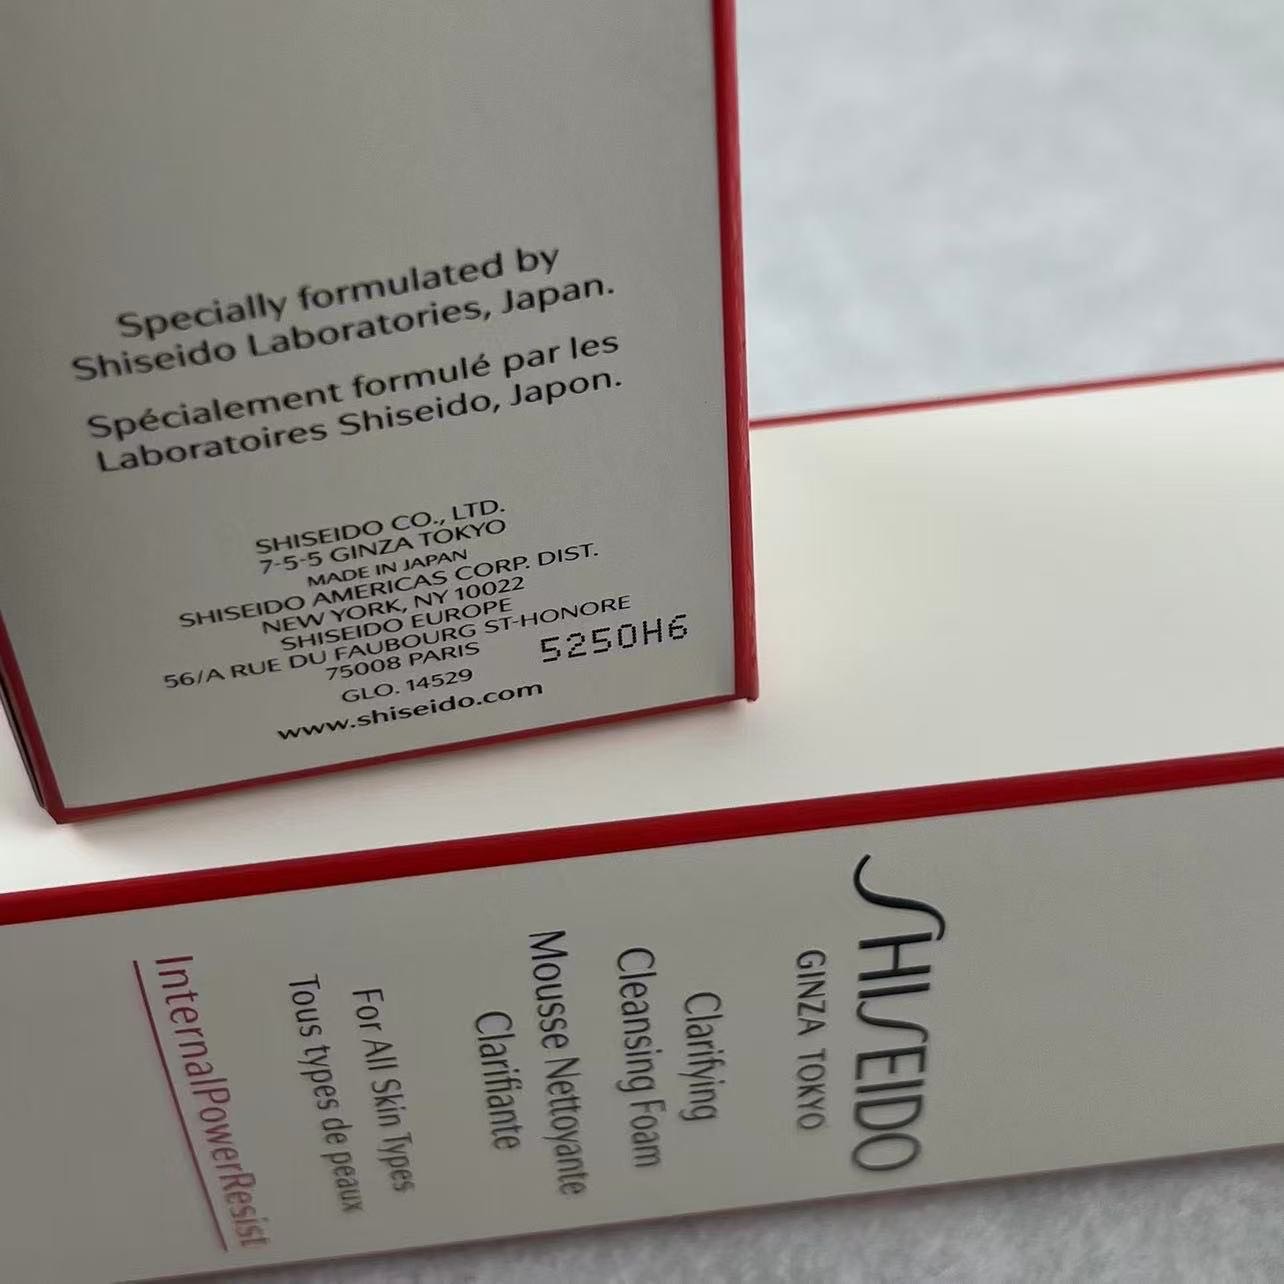 Specially formulated by
Shiseido Laboratories, Japan.
Spécialement formulé par les
Laboratoires Shiseido, Japon.
SHISEIDO CO., LTD.
7-5-5 GINZA TOKYO
MADE IN JAPAN
SHISEIDO AMERICAS CORP. DIST.
NEW YORK, NY 10022
SHISEIDO EUROPE
56/A RUE DU FAUBOURG ST-HONORE
75008 PARIS
5250H6
GLO. 14529
www.shiseido.com
SHISEIDO
GINZA TOKYO
Clarifying
Cleansing Foam
Mousse Nettoyante
Clarifiante
For All Skin Types
Tous types de peaux
InternalPowerResist